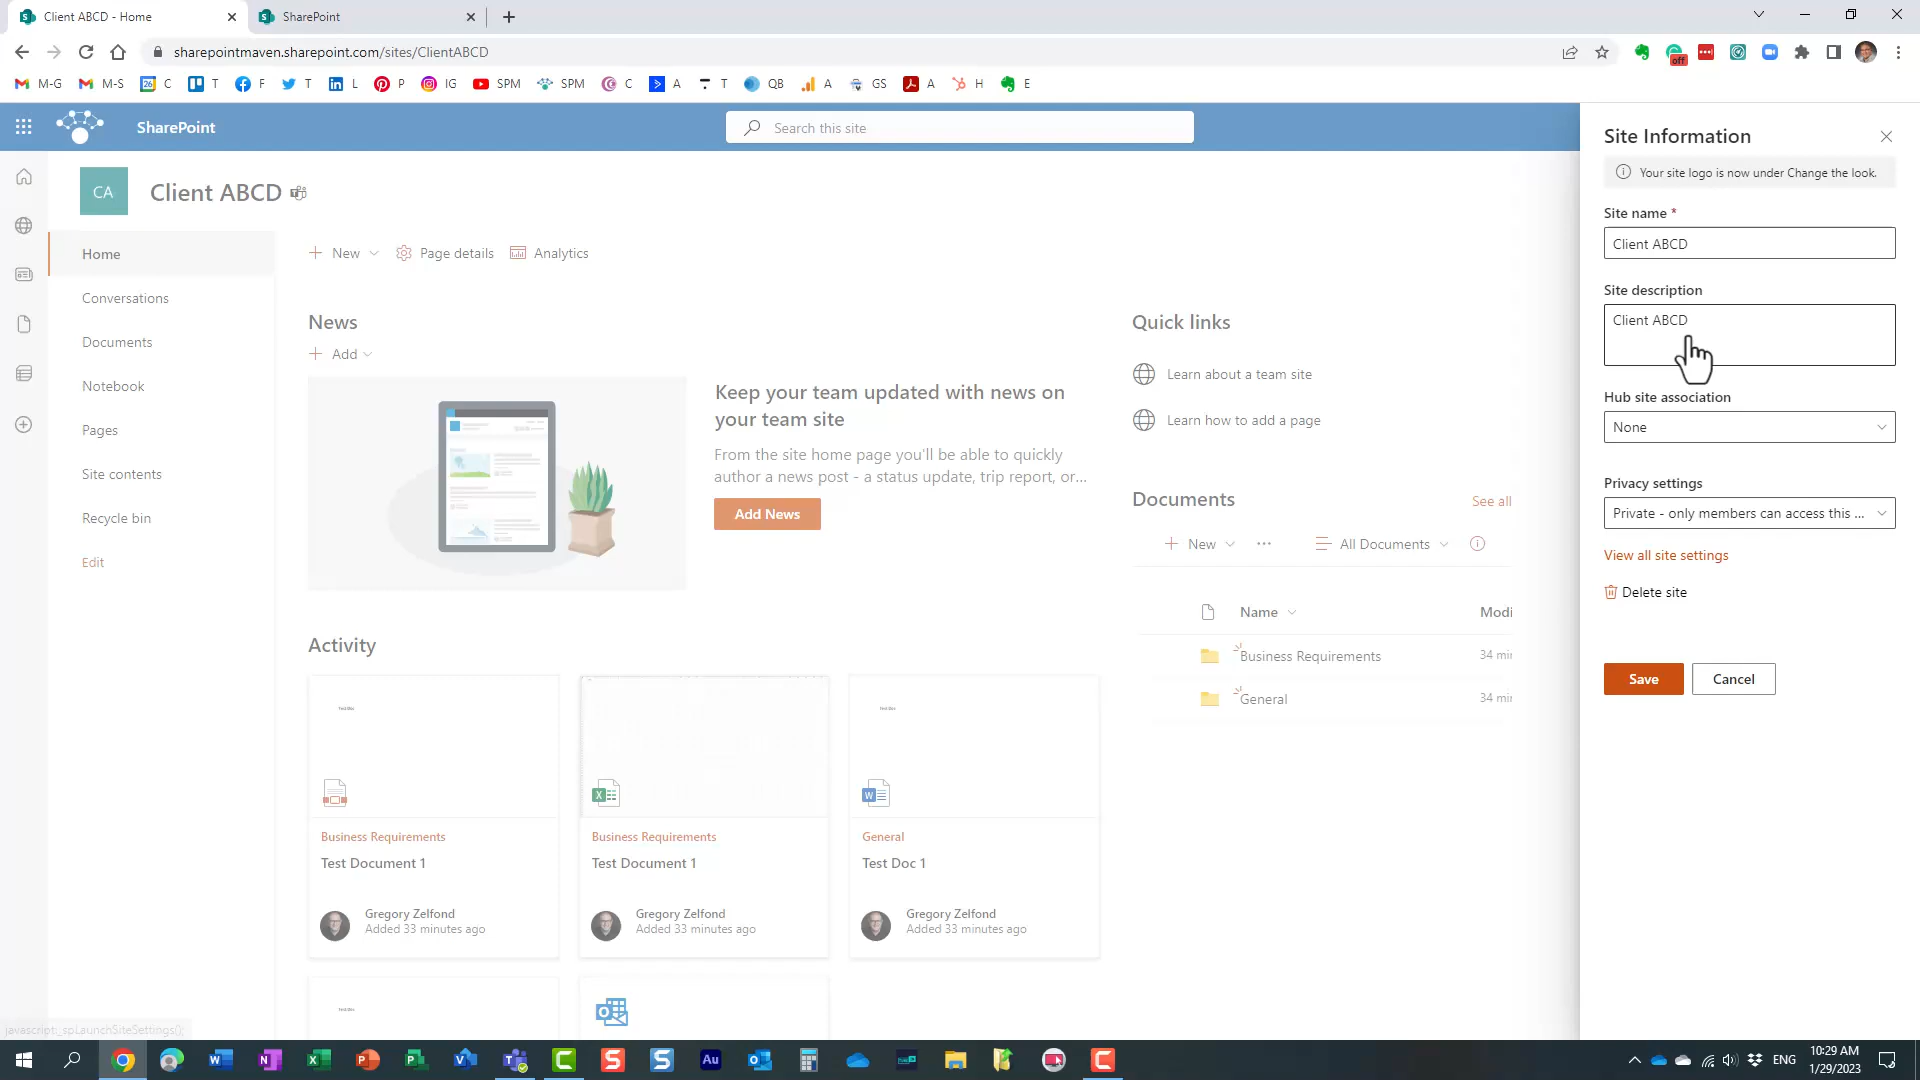 Client ABCD - Home
SharePoint
sharepointmaven.sharepoint.com/sites/ClientABCD
off
M-G
M-S
26
C
T
F
T
L
P
IG
SPM
SPM
C
A
T
QB
A
GS
A
H
E
SharePoint
Search this site
CA
Client ABCD
Home
Conversations
Documents
Notebook
Pages
Site contents
Recycle bin
Edit
New
Page details
Analytics
News
Add
Keep your team updated with news on
your team site
From the site home page you'll be able to quickly
author a news post - a status update, trip report, or...
Add News
Quick links
Learn about a team site
Learn how to add a page
Documents
See all
New
All Documents
Name
Modi
Business Requirements
34 min
General
34 min
Activity
Business Requirements
Test Document 1
Gregory Zelfond
Added 33 minutes ago
Business Requirements
Test Document 1
Gregory Zelfond
Added 33 minutes ago
General
Test Doc 1
Gregory Zelfond
Added 33 minutes ago
Site Information
Your site logo is now under Change the look.
Site name *
Client ABCD
Site description
Client ABCD
Hub site association
None
Privacy settings
Private - only members can access this ...
View all site settings
Delete site
Save
Cancel
javascript:_spLaunchSiteSettings();
Au
ENG
10:29 AM
1/29/2023